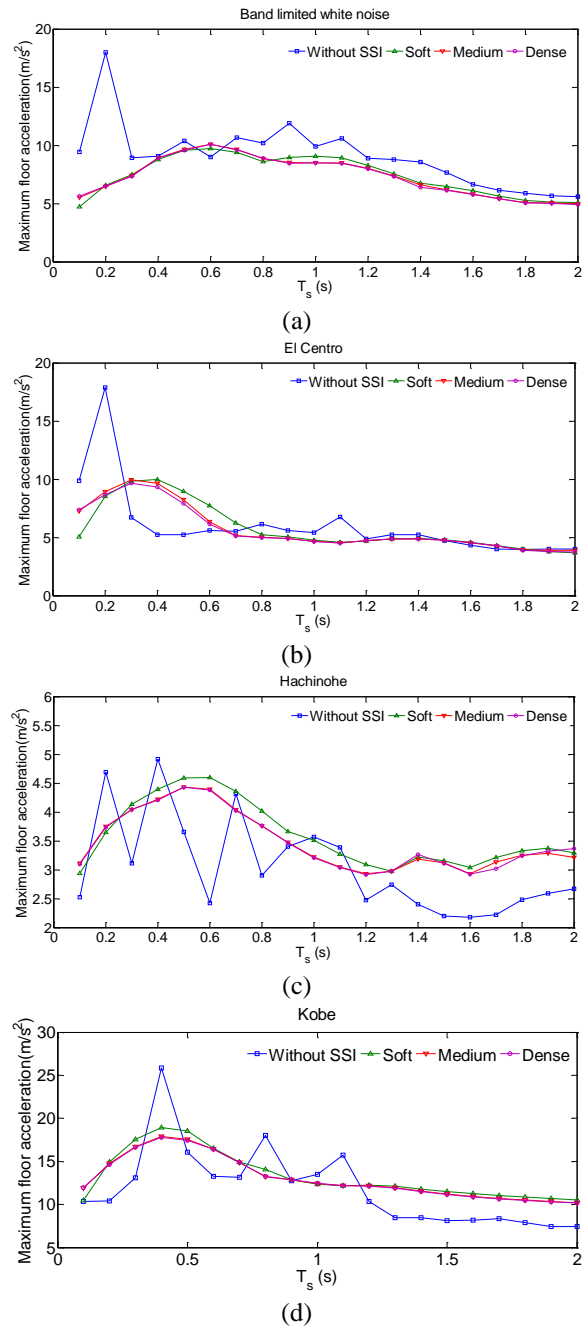 Band limited white noise
Without SSI Soft Medium Dense
Maximum floor acceleration(m/s²)
20
15
10
5
0
0 0.2 0.4 0.6 0.8 1 1.2 1.4 1.6 1.8 2
T_s (s)
(a)
El Centro
Without SSI Soft Medium Dense
Maximum floor acceleration(m/s²)
20
15
10
5
0
0 0.2 0.4 0.6 0.8 1 1.2 1.4 1.6 1.8 2
T_s (s)
(b)
Hachinohe
Without SSI Soft Medium Dense
Maximum floor acceleration(m/s²)
6
5.5
5
4.5
4
3.5
3
2.5
2
0 0.2 0.4 0.6 0.8 1 1.2 1.4 1.6 1.8 2
T_s (s)
(c)
Kobe
Without SSI Soft Medium Dense
Maximum floor acceleration(m/s²)
30
25
20
15
10
5
0 0.5 1 1.5 2
T_s (s)
(d)